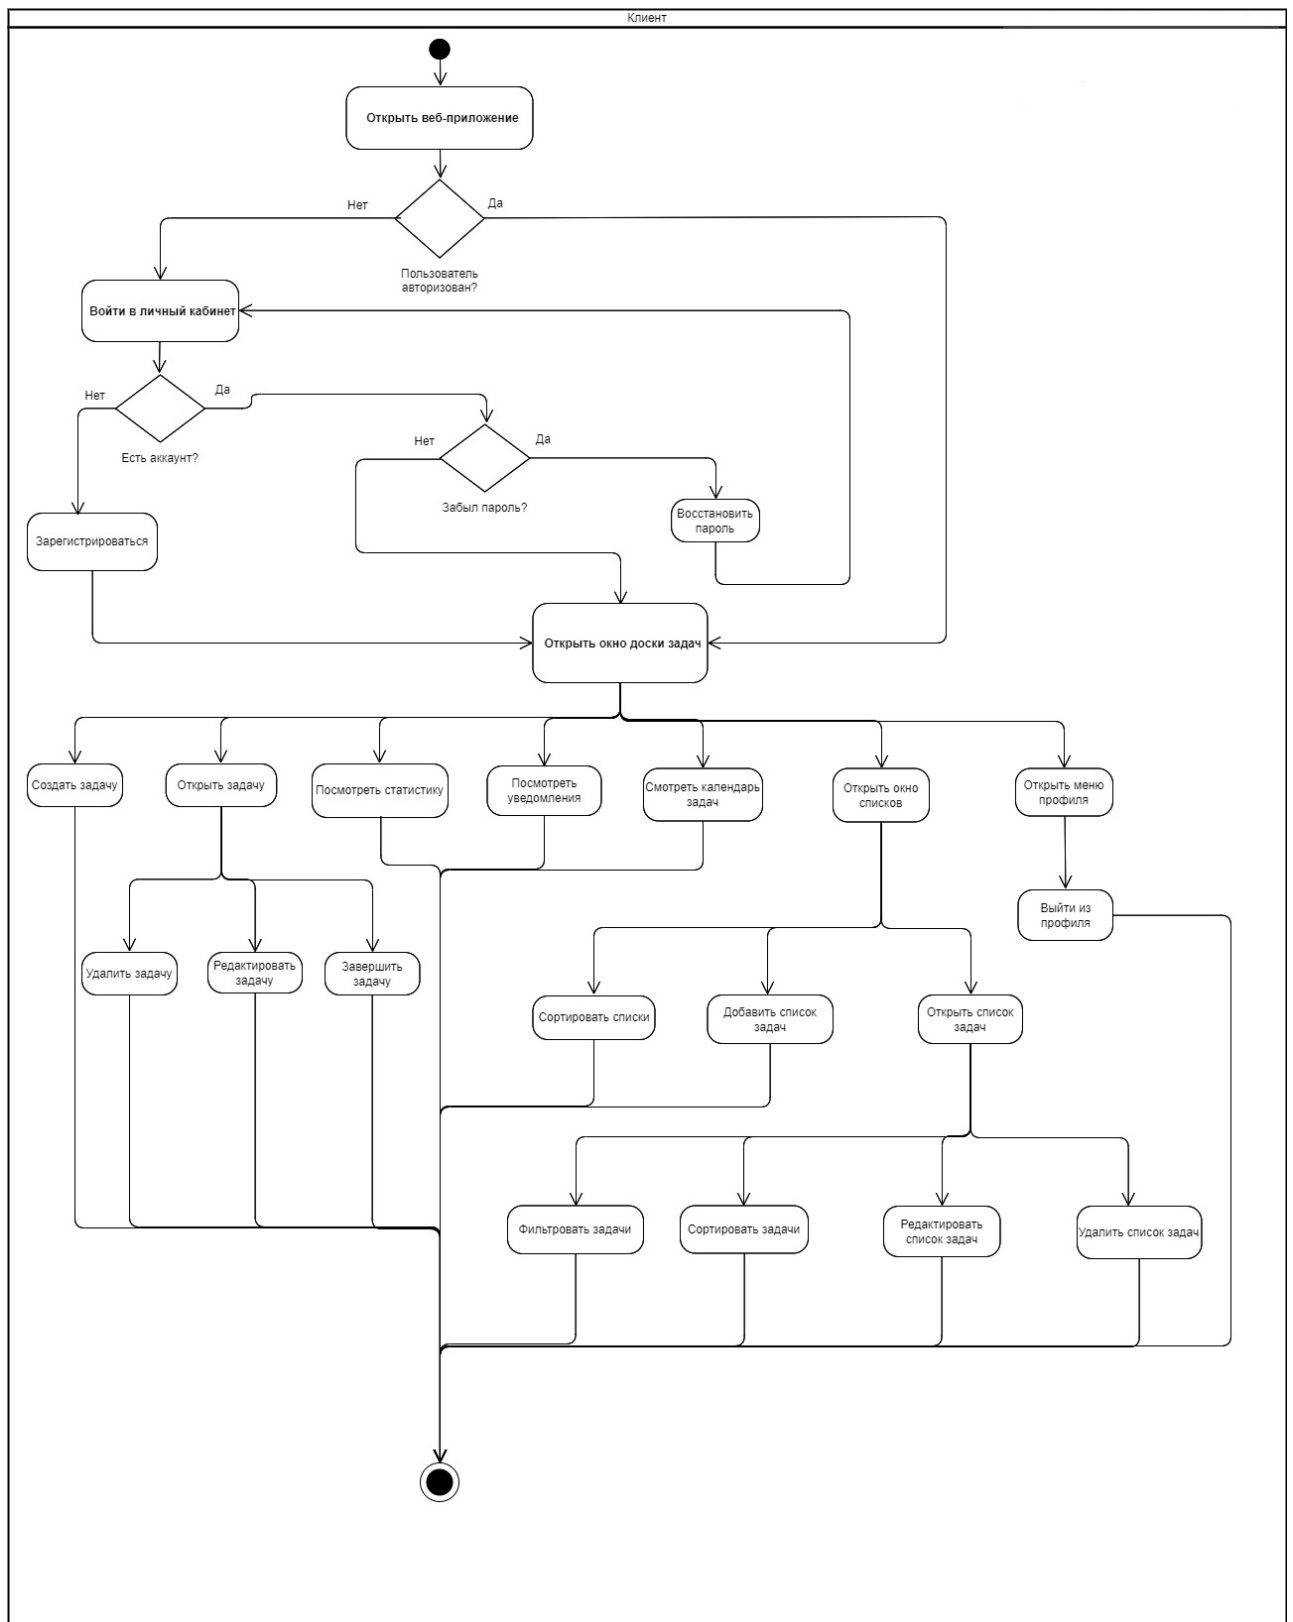 Клиент
Открыть веб-приложение
Нет
Да
Пользователь
авторизован?
Войти в личный кабинет
Нет
Да
Есть аккаунт?
Нет
Да
Забыл пароль?
Восстановить
пароль
Зарегистрироваться
Открыть окно доски задач
Создать задачу
Открыть задачу
Посмотреть статистику
Посмотреть
уведомления
Смотреть календарь
задач
Открыть окно
списков
Открыть меню
профиля
Выйти из
профиля
Удалить задачу
Редактировать
задачу
Завершить
задачу
Сортировать списки
Добавить список
задач
Открыть список
задач
Фильтровать задачи
Сортировать задачи
Редактировать
список задач
Удалить список задач